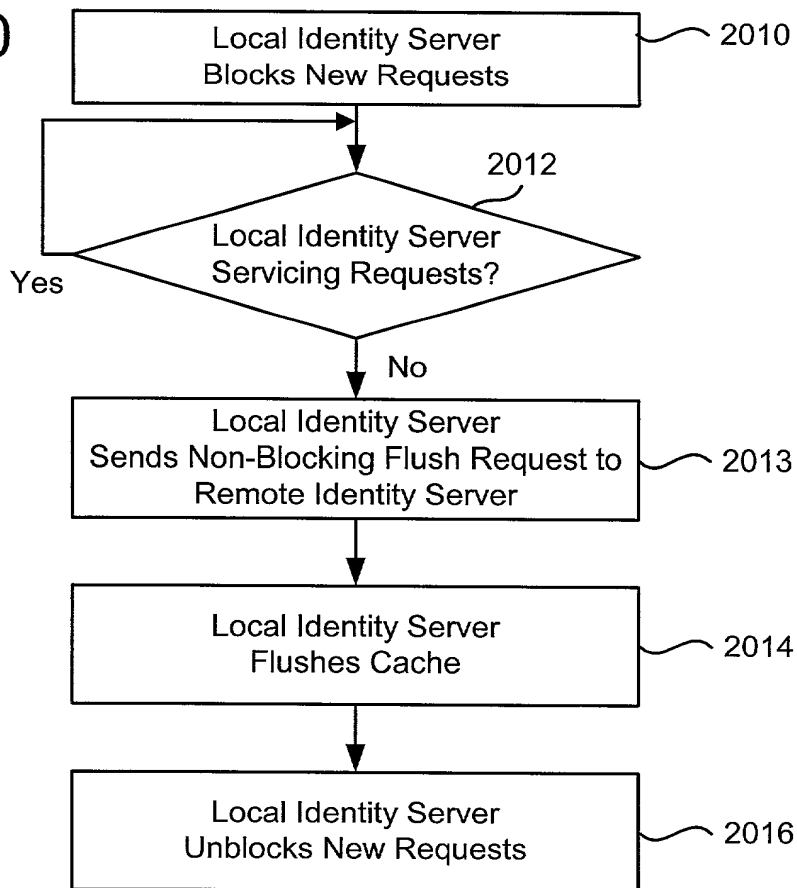 Local Identity Server
Blocks New Requests
2010
2012
Local Identity Server
Servicing Requests?
Yes
No
Local Identity Server
Sends Non-Blocking Flush Request to
Remote Identity Server
2013
Local Identity Server
Flushes Cache
2014
Local Identity Server
Unblocks New Requests
2016